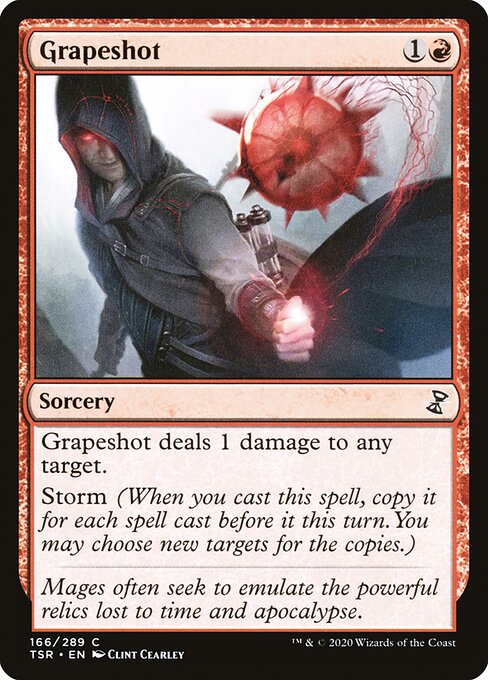 Grapeshot 1
Sorcery
Grapeshot deals 1 damage to any
target.
Storm (When you cast this spell, copy it
for each spell cast before it this turn. You
may choose new targets for the copies.)
Mages often seek to emulate the powerful
relics lost to time and apocalypse.
166/289 C
TSR • EN Clint Cearley
™ & © 2020 Wizards of the Coast